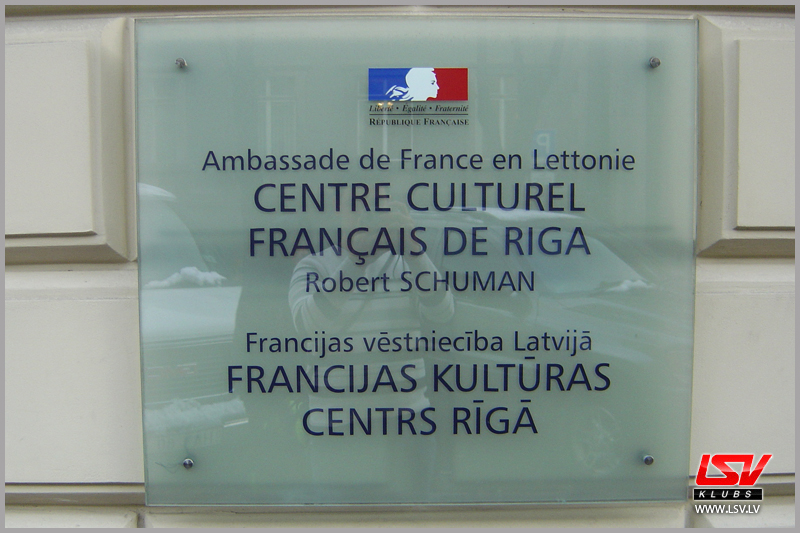 Liberté • Égalité • Fraternité
RÉPUBLIQUE FRANÇAISE
Ambassade de France en Lettonie
CENTRE CULTUREL
FRANÇAIS DE RIGA
Robert SCHUMAN
Francijas vēstniecība Latvijā
FRANCIJAS KULTŪRAS
CENTRS RĪGĀ
LSV
KLUBS
WWW.LSV.LV